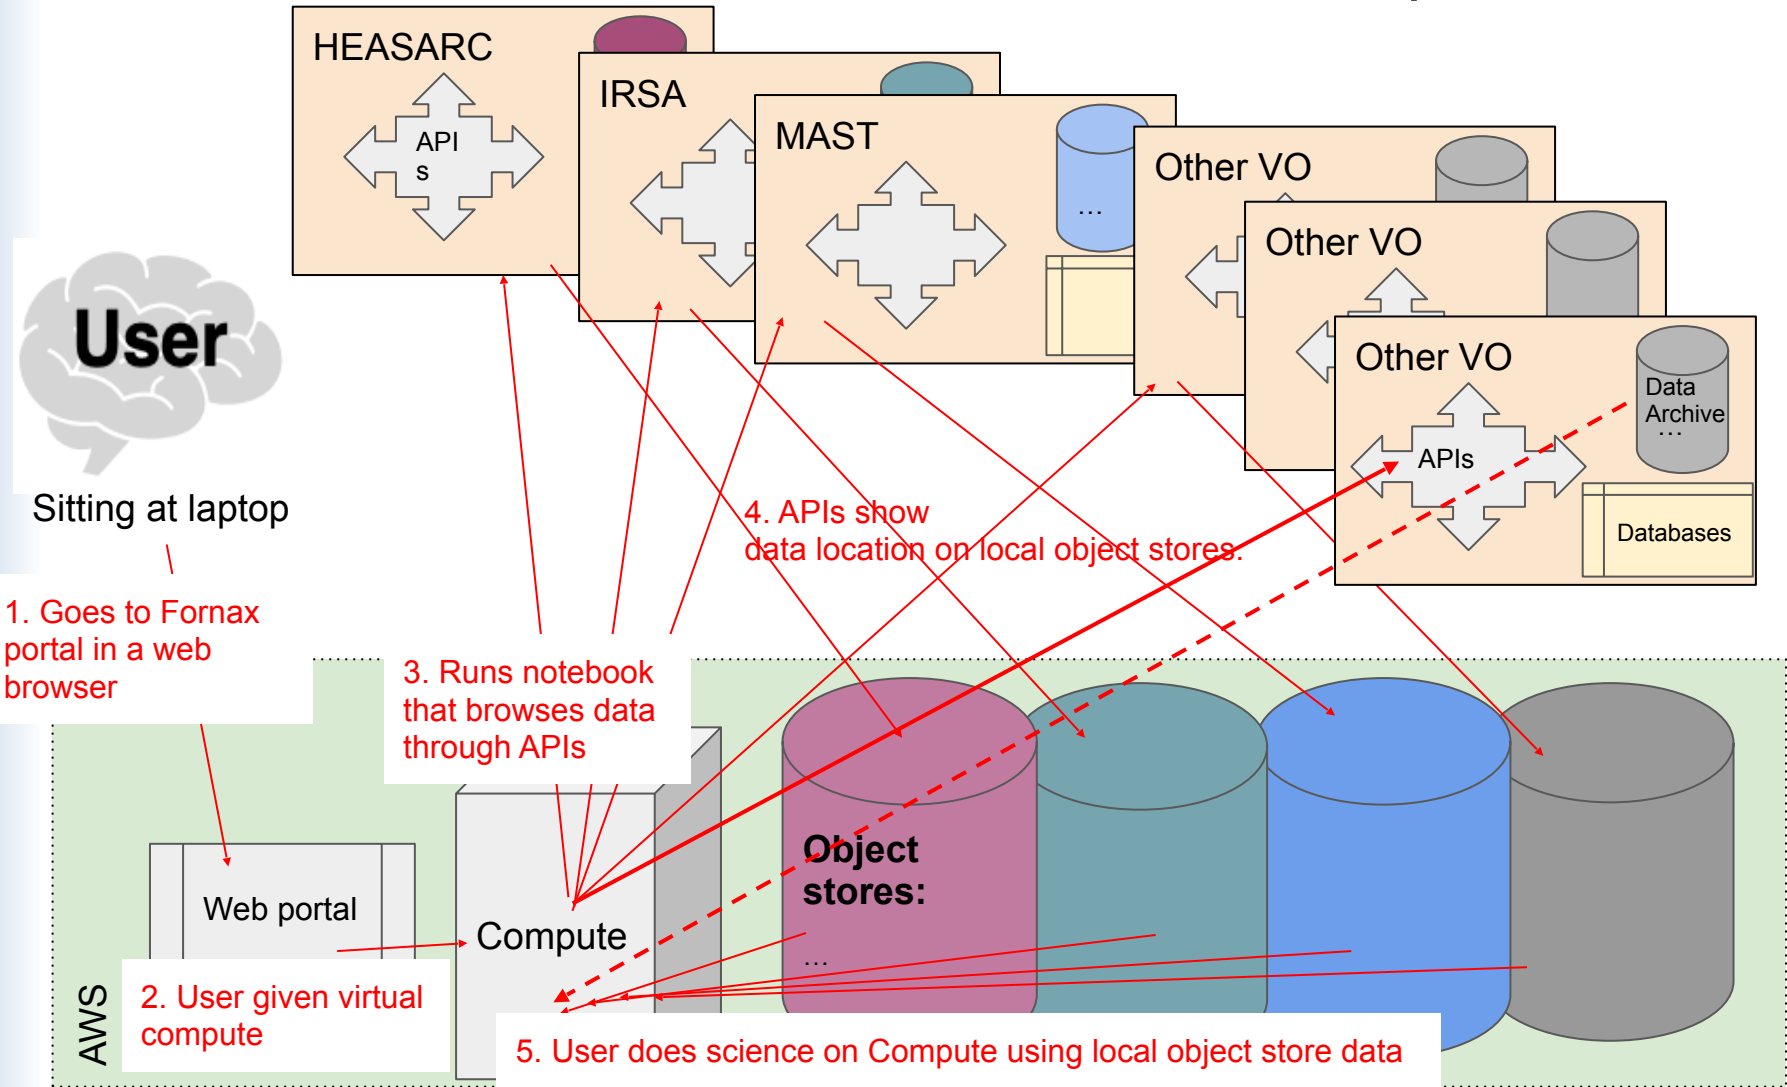 HEASARC
API
s
IRSA
MAST
…
Other VO
Other VO
Other VO
Data
Archive
…
APIs
Databases
User
Sitting at laptop
4. APIs show
data location on local object stores.
1. Goes to Fornax
portal in a web
browser
3. Runs notebook
that browses data
through APIs
Object
stores:
…
Web portal
Compute
AWS
2. User given virtual
compute
5. User does science on Compute using local object store data